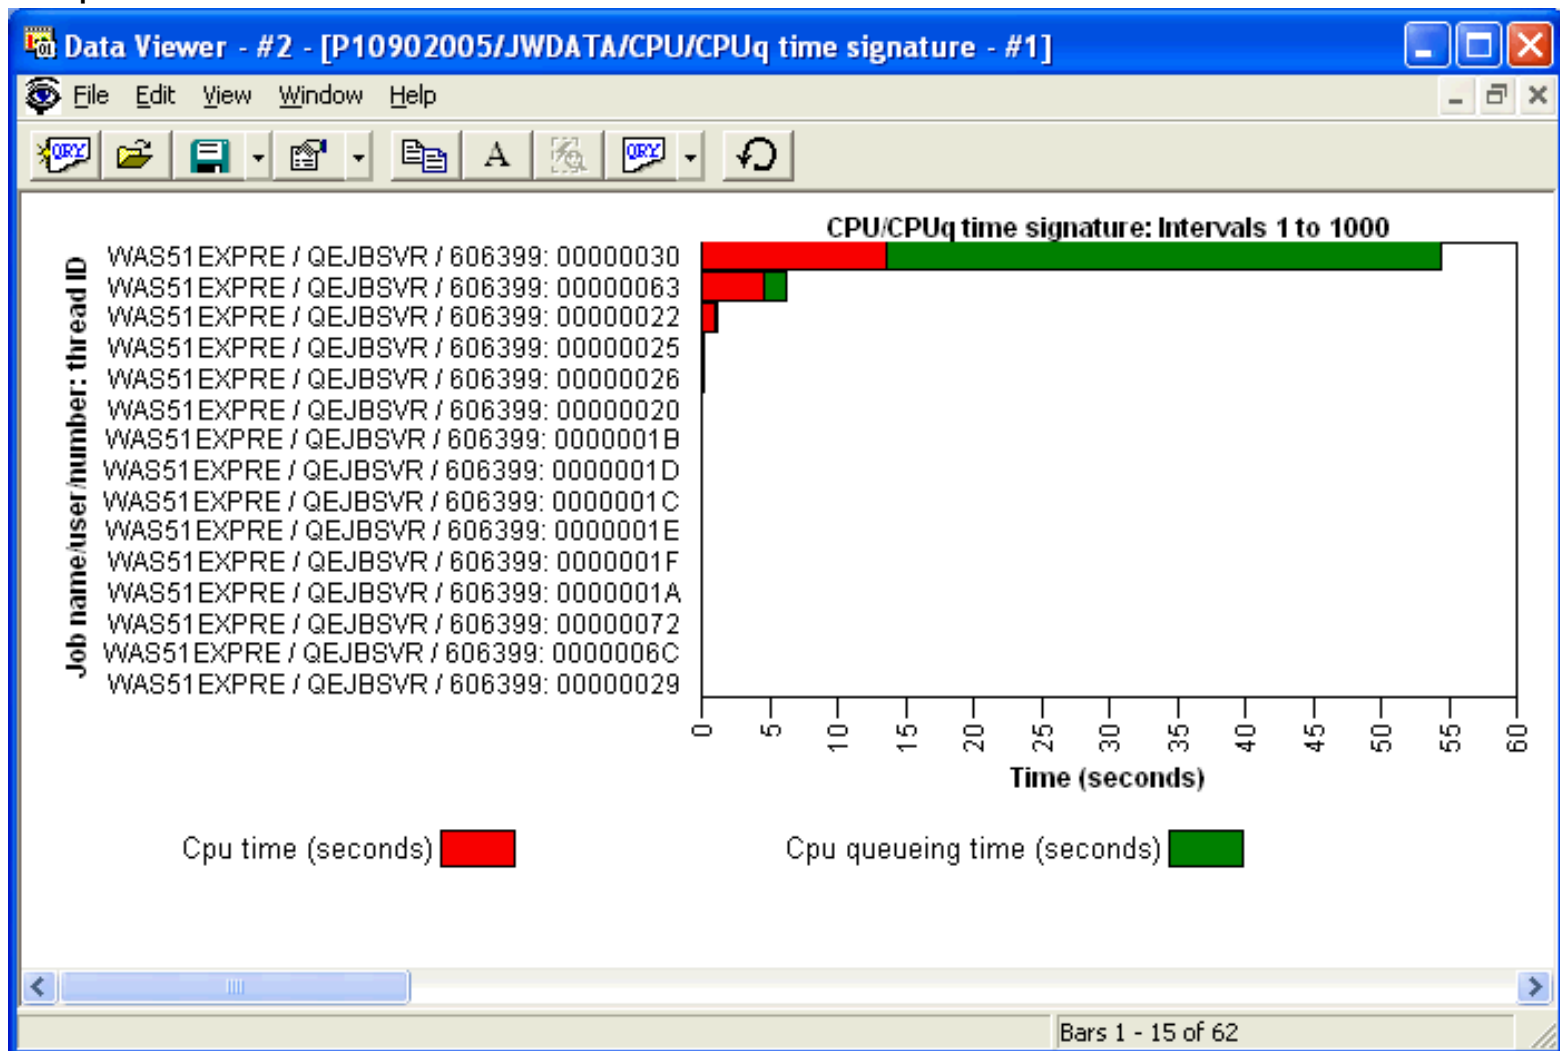 Data Viewer - #2 - [P10902005/JWDATA/CPU/CPUq time signature - #1]
File Edit View Window Help
QRY A QRY
CPU/CPUq time signature: Intervals 1 to 1000
Job name/user/number: thread ID
WAS51EXPRE / QEJBSVR / 606399: 00000030
WAS51EXPRE / QEJBSVR / 606399: 00000063
WAS51EXPRE / QEJBSVR / 606399: 00000022
WAS51EXPRE / QEJBSVR / 606399: 00000025
WAS51EXPRE / QEJBSVR / 606399: 00000026
WAS51EXPRE / QEJBSVR / 606399: 00000020
WAS51EXPRE / QEJBSVR / 606399: 0000001B
WAS51EXPRE / QEJBSVR / 606399: 0000001D
WAS51EXPRE / QEJBSVR / 606399: 0000001C
WAS51EXPRE / QEJBSVR / 606399: 0000001E
WAS51EXPRE / QEJBSVR / 606399: 0000001F
WAS51EXPRE / QEJBSVR / 606399: 0000001A
WAS51EXPRE / QEJBSVR / 606399: 00000072
WAS51EXPRE / QEJBSVR / 606399: 0000006C
WAS51EXPRE / QEJBSVR / 606399: 00000029
0 5 10 15 20 25 30 35 40 45 50 55 60
Time (seconds)
Cpu time (seconds) Cpu queueing time (seconds)
Bars 1 - 15 of 62